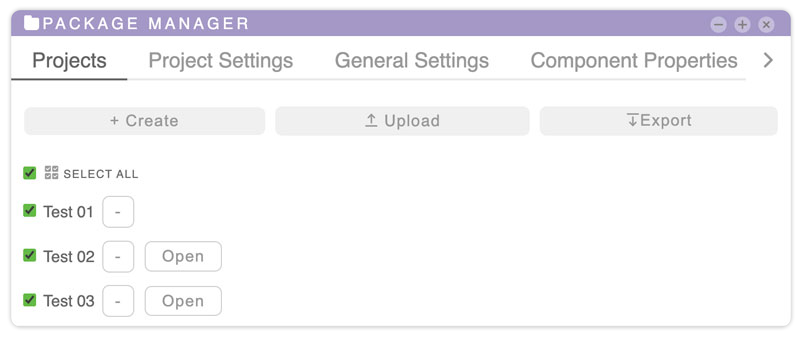 PACKAGE MANAGER
Projects Project Settings General Settings Component Properties
+ Create Upload Export
SELECT ALL
Test 01 -
Test 02 - Open
Test 03 - Open